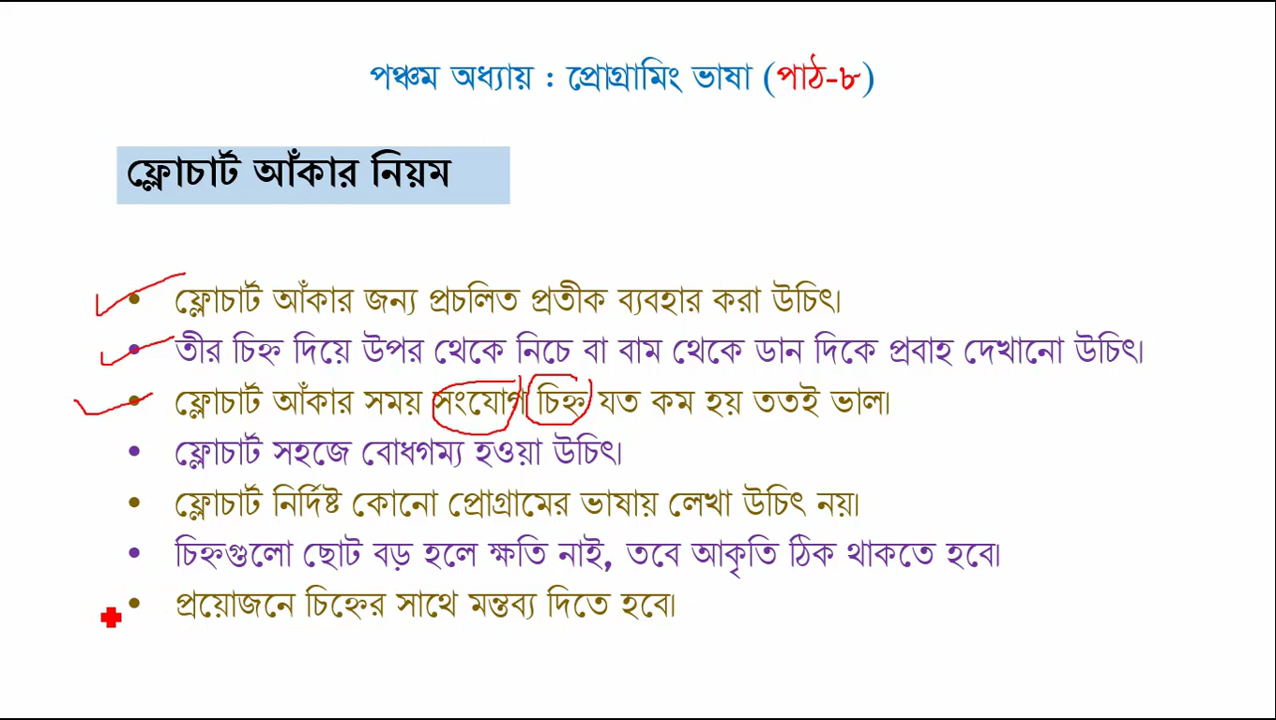 পঞ্চম অধ্যায় : প্রোগ্রামিং ভাষা (পাঠ-৮)
ফ্লোচার্ট আঁকার নিয়ম
• ফ্লোচার্ট আঁকার জন্য প্রচলিত প্রতীক ব্যবহার করা উচিৎ।
• তীর চিহ্ন দিয়ে উপর থেকে নিচে বা বাম থেকে ডান দিকে প্রবাহ দেখানো উচিৎ।
• ফ্লোচার্ট আঁকার সময় সংযোগ চিহ্ন যত কম হয় ততই ভাল।
• ফ্লোচার্ট সহজে বোধগম্য হওয়া উচিৎ।
• ফ্লোচার্ট নির্দিষ্ট কোনো প্রোগ্রামের ভাষায় লেখা উচিৎ নয়।
• চিহ্নগুলো ছোট বড় হলে ক্ষতি নাই, তবে আকৃতি ঠিক থাকতে হবে।
• প্রয়োজনে চিহ্নের সাথে মন্তব্য দিতে হবে।